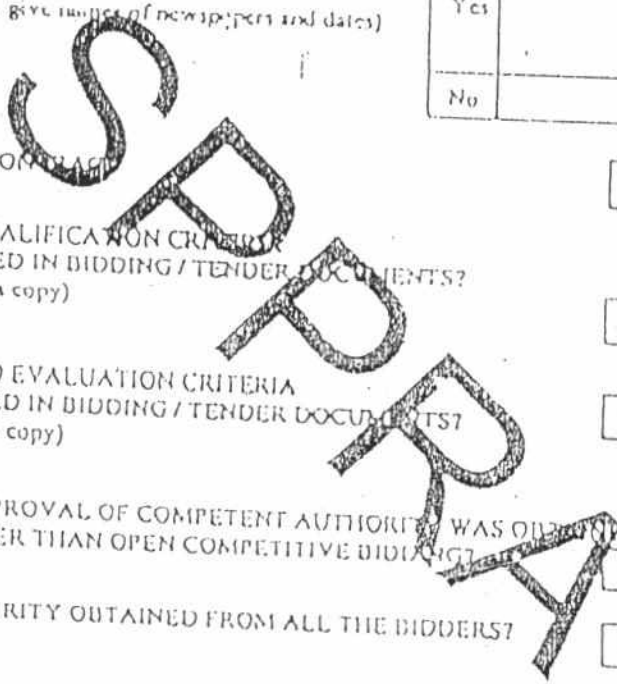 give names of newspapers and dates)
Yes
No
ALIFICATION CRITERIA
ED IN BIDDING / TENDER DOCUMENTS?
copy)
EVALUATION CRITERIA
ED IN BIDDING / TENDER DOCUMENTS?
copy)
PROVAL OF COMPETENT AUTHORITY WAS
ER THAN OPEN COMPETITIVE BIDDING?
RITY OBTAINED FROM ALL THE BIDDERS?
SPPRA